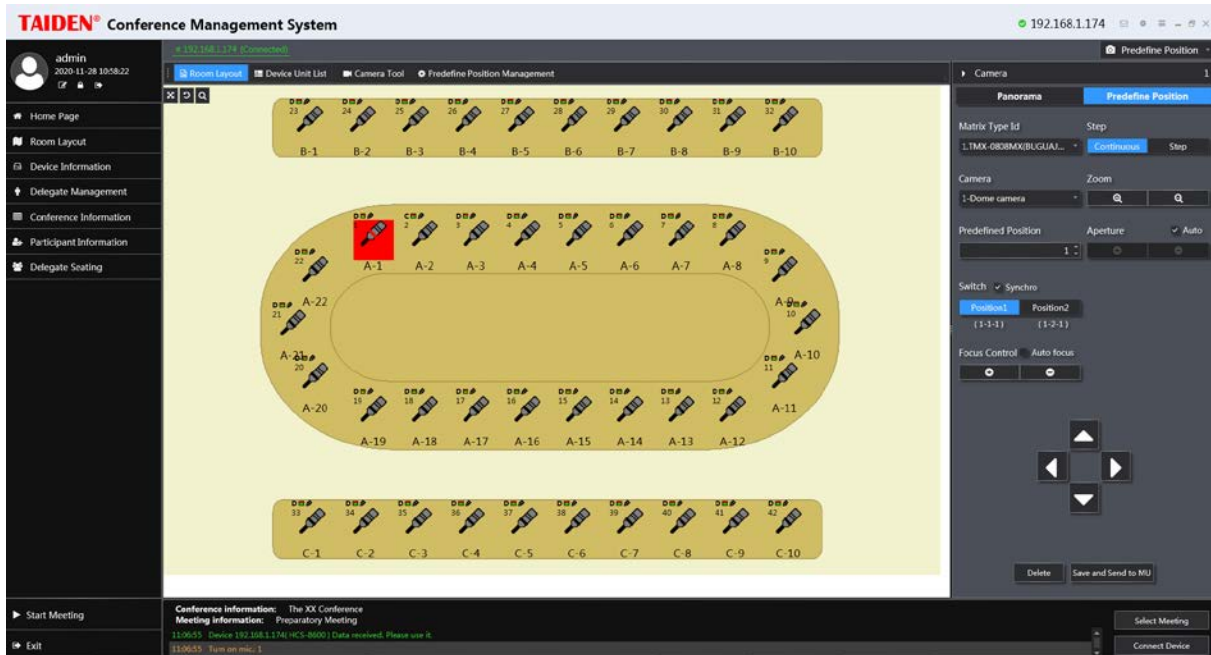 TAIDEN® Conference Management System
192.168.1.174
admin
2020-11-28 10:58:22
Home Page
Room Layout
Device Information
Delegate Management
Conference Information
Participant Information
Delegate Seating
Start Meeting
Exit
192.168.1.174 (Connected)
Room Layout Device Unit List Camera Tool Predefine Position Management
23 24 25 26 27 28 29 30 31 32
B-1 B-2 B-3 B-4 B-5 B-6 B-7 B-8 B-9 B-10
1 2 3 4 5 6 7 8
A-1 A-2 A-3 A-4 A-5 A-6 A-7 A-8
22 9
A-22 A-9
21 10
A-21 A-10
20 11
A-20 A-11
19 18 17 16 15 14 13 12
A-19 A-18 A-17 A-16 A-15 A-14 A-13 A-12
33 34 35 36 37 38 39 40 41 42
C-1 C-2 C-3 C-4 C-5 C-6 C-7 C-8 C-9 C-10
Conference information: The XX Conference
Meeting information: Preparatory Meeting
11:06:55 Device 192.168.1.174( HCS-8600 ) Data received. Please use it.
11:06:55 Turn on mic.: 1
Predefine Position
Camera 1
Panorama Predefine Position
Matrix Type Id Step
1.TMX-0808MX(BUGUAJ... Continuous Step
Camera Zoom
1-Dome camera
Predefined Position Aperture Auto
1
Switch Synchro
Position1 Position2
(1-1-1) (1-2-1)
Focus Control Auto focus
Delete Save and Send to MU
Select Meeting
Connect Device